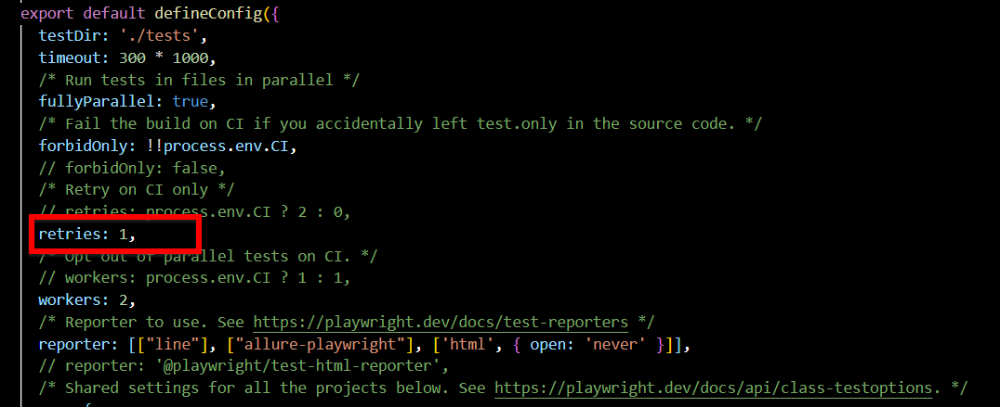 export default defineConfig({
testDir: './tests',
timeout: 300 * 1000,
/* Run tests in files in parallel */
fullyParallel: true,
/* Fail the build on CI if you accidentally left test.only in the source code. */
forbidOnly: !!process.env.CI,
// forbidOnly: false,
/* Retry on CI only */
// retries: process.env.CI ? 2 : 0,
retries: 1,
/* Opt out of parallel tests on CI. */
// workers: process.env.CI ? 1 : 1,
workers: 2,
/* Reporter to use. See https://playwright.dev/docs/test-reporters */
reporter: [["line"], ["allure-playwright"], ['html', { open: 'never' }]],
// reporter: '@playwright/test-html-reporter',
/* Shared settings for all the projects below. See https://playwright.dev/docs/api/class-testoptions. */